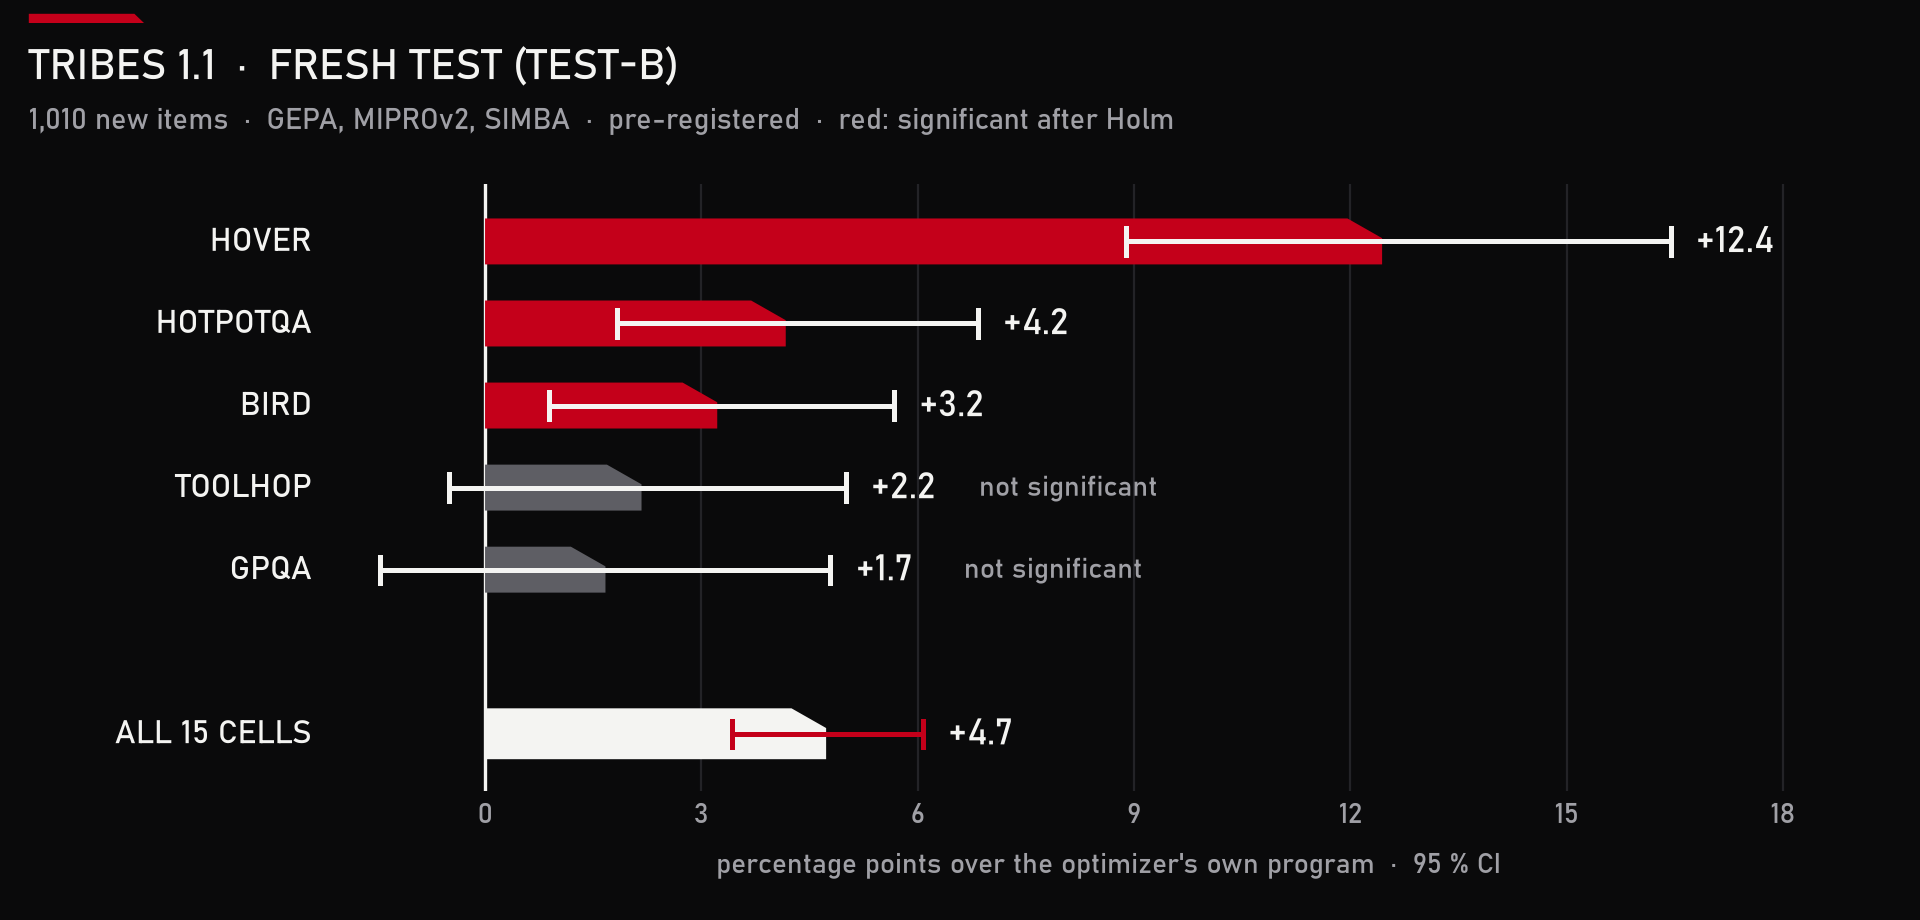 TRIBES 1.1 · FRESH TEST (TEST-B)
1,010 new items · GEPA, MIPROv2, SIMBA · pre-registered · red: significant after Holm
HOVER +12.4
HOTPOTQA +4.2
BIRD +3.2
TOOLHOP +2.2 not significant
GPQA +1.7 not significant
ALL 15 CELLS +4.7
0 3 6 9 12 15 18
percentage points over the optimizer's own program · 95 % CI